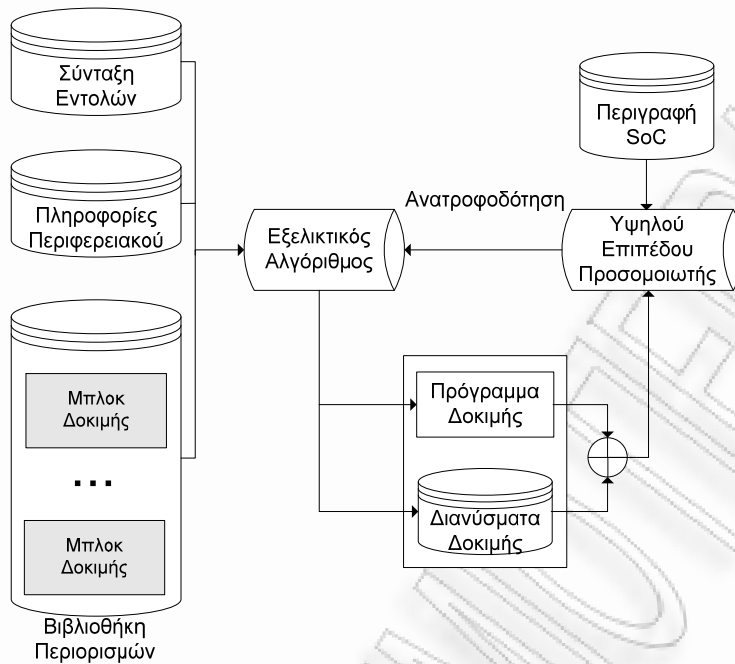 Σύνταξη
Εντολών
Πληροφορίες
Περιφερειακού
Μπλοκ
Δοκιμής
...
Μπλοκ
Δοκιμής
Βιβλιοθήκη
Περιορισμών
Εξελικτικός
Αλγόριθμος
Ανατροφοδότηση
Περιγραφή
SoC
Υψηλού
Επιπέδου
Προσομοιωτής
Πρόγραμμα
Δοκιμής
Διανύσματα
Δοκιμής